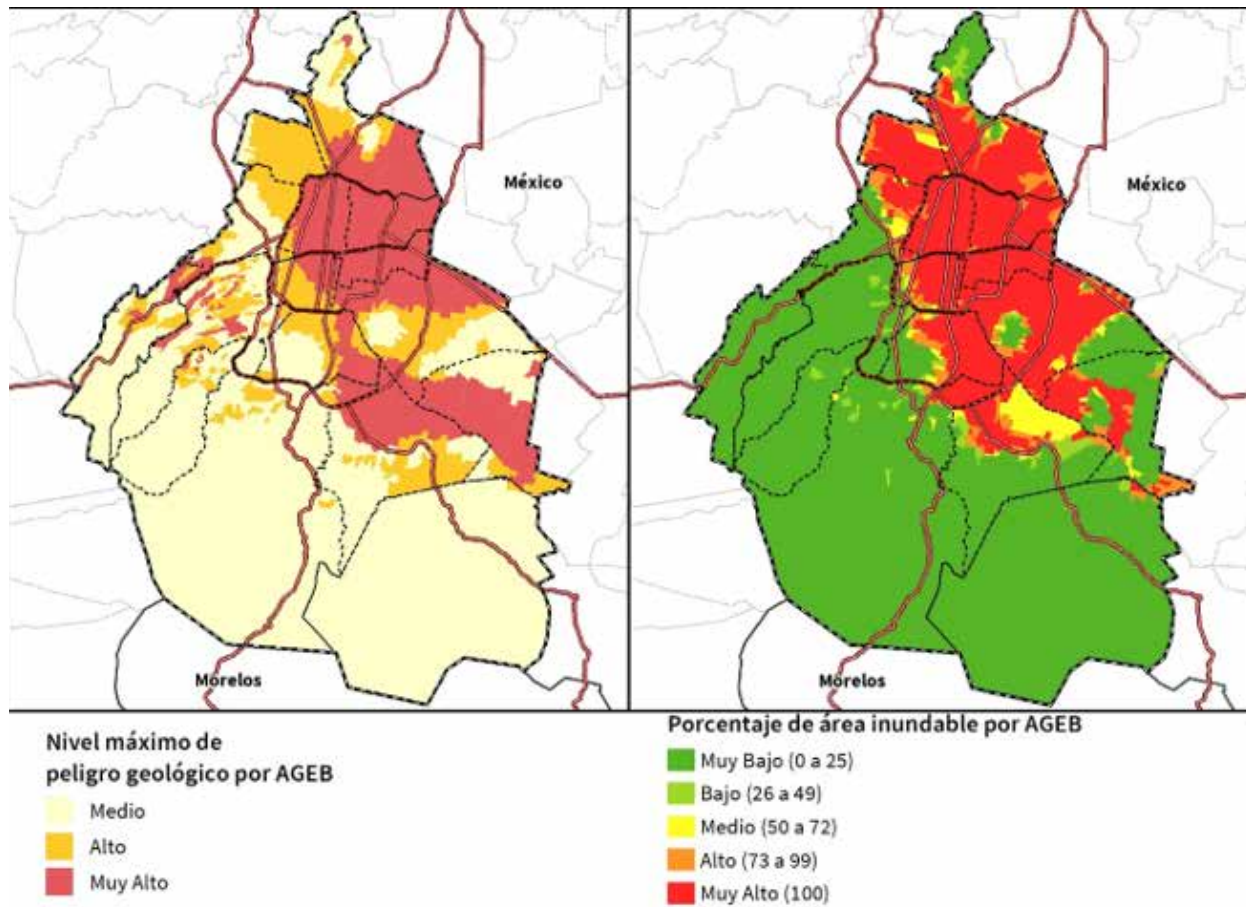 México
México
Morelos
Morelos
Nivel máximo de
peligro geológico por AGEB
Medio
Alto
Muy Alto
Porcentaje de área inundable por AGEB
Muy Bajo (0 a 25)
Bajo (26 a 49)
Medio (50 a 72)
Alto (73 a 99)
Muy Alto (100)